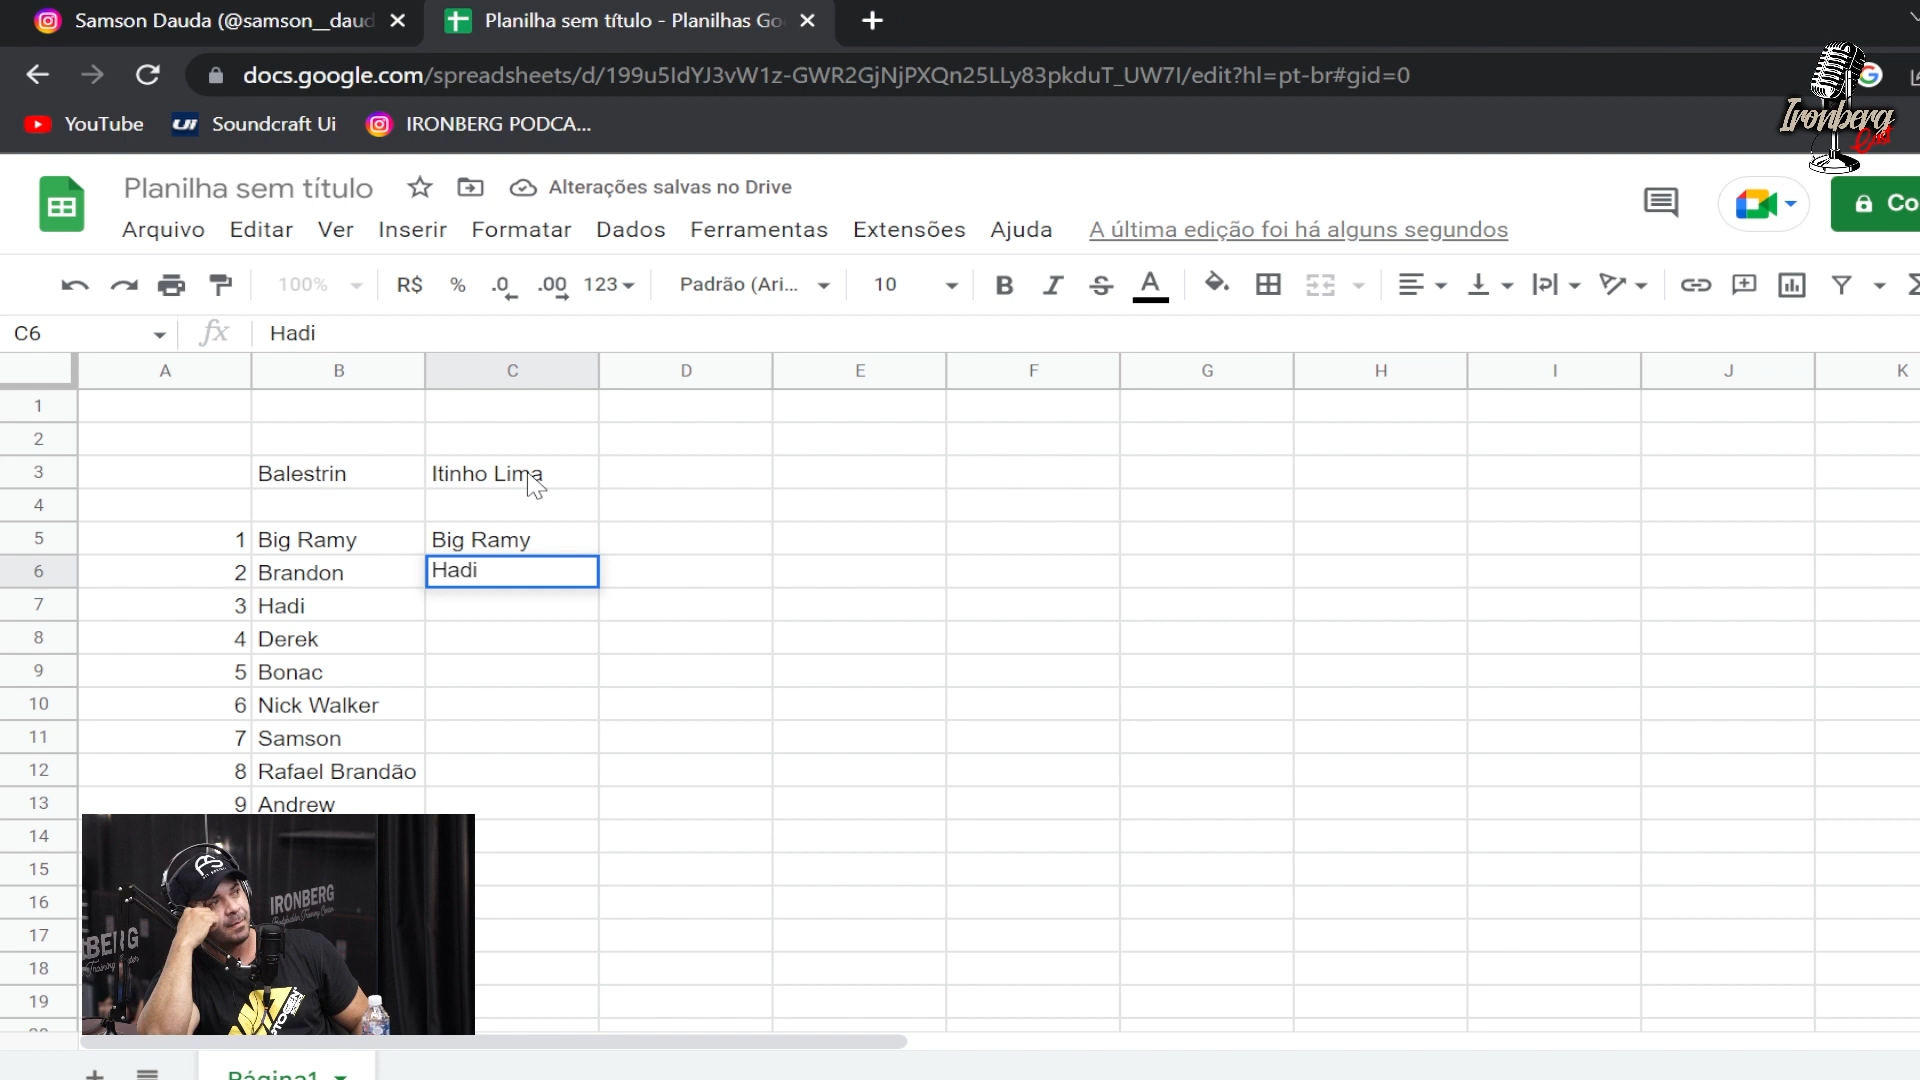 Samson Dauda (@samson__daud
Planilha sem título - Planilhas Go
docs.google.com/spreadsheets/d/199u5IdYJ3vW1z-GWR2GjNjPXQn25LLy83pkduT_UW7I/edit?hl=pt-br#gid=0
YouTube
Ui Soundcraft Ui
IRONBERG PODCA...
Ironberg
Cast
Planilha sem título
Alterações salvas no Drive
Co
Arquivo Editar Ver Inserir Formatar Dados Ferramentas Extensões Ajuda A última edição foi há alguns segundos
100% R$ % .0 .00 123 Padrão (Ari... 10 B I S A
C6 fx Hadi
A B C D E F G H I J K
1
2
3 Balestrin Itinho Lima
4
5 1 Big Ramy Big Ramy
6 2 Brandon Hadi
7 3 Hadi
8 4 Derek
9 5 Bonac
10 6 Nick Walker
11 7 Samson
12 8 Rafael Brandão
13 9 Andrew
14
15
16
17
18
19
IRONBERG
Página1